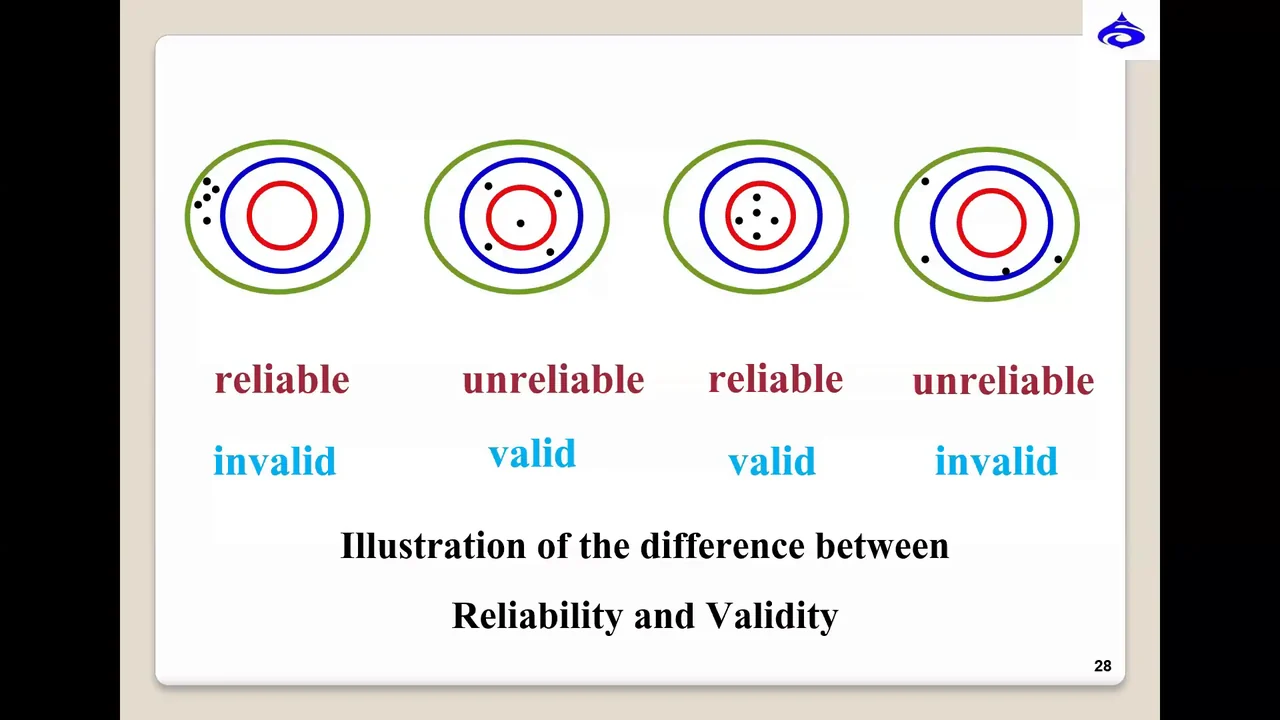 reliable unreliable reliable unreliable
invalid valid valid invalid
Illustration of the difference between
Reliability and Validity
28